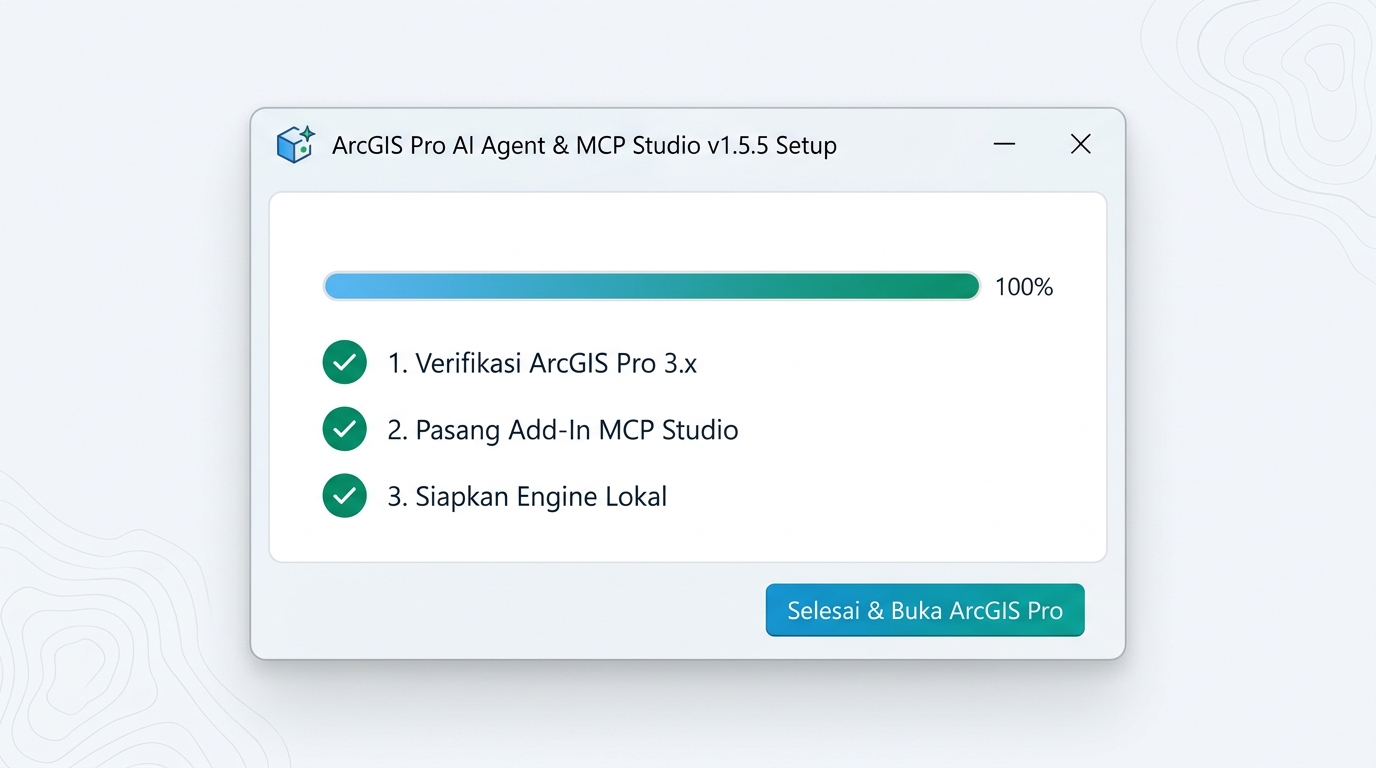 ArcGIS Pro AI Agent & MCP Studio v1.5.5 Setup
100%
1. Verifikasi ArcGIS Pro 3.x
2. Pasang Add-In MCP Studio
3. Siapkan Engine Lokal
Selesai & Buka ArcGIS Pro